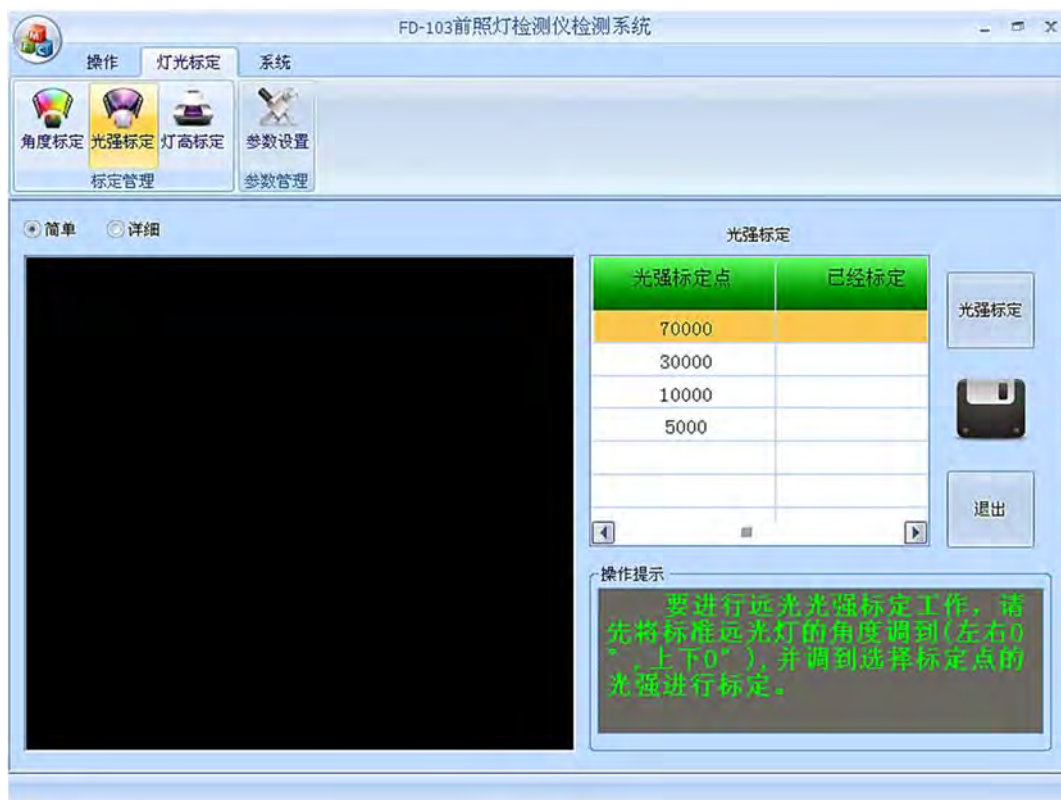 FD-103前照灯检测仪检测系统
操作 灯光标定 系统
角度标定 光强标定 灯高标定 参数设置
标定管理 参数管理
简单 详细
光强标定
光强标定点 已经标定
光强标定
70000
30000
10000
5000
退出
操作提示
要进行远光光强标定工作，请
先将标准远光灯的角度调到(左右0
°,上下0°),并调到选择标定点的
光强进行标定。